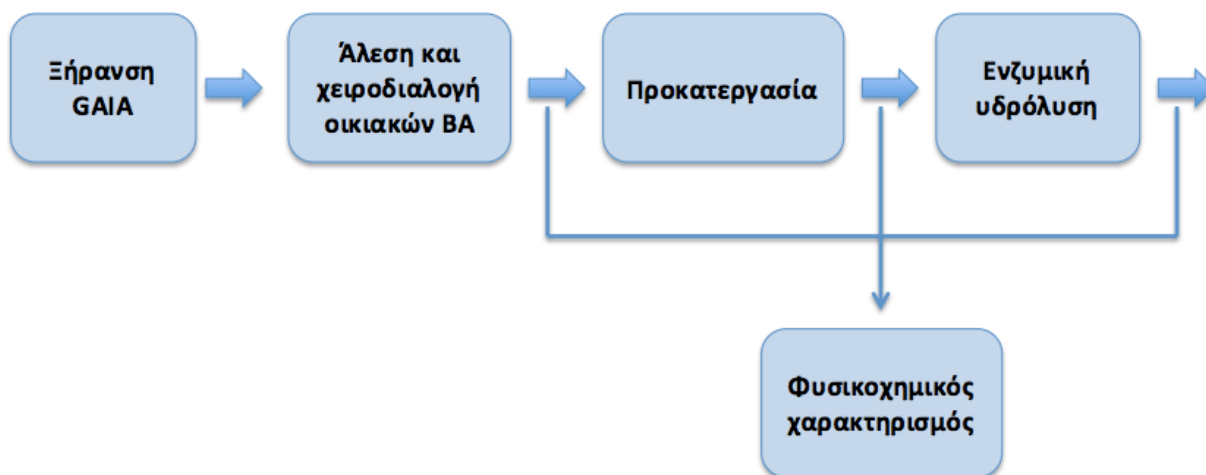 Ξήρανση
GAIA
Άλεση και
χειροδιαλογή
οικιακών ΒΑ
Προκατεργασία
Ενζυμική
υδρόλυση
Φυσικοχημικός
χαρακτηρισμός